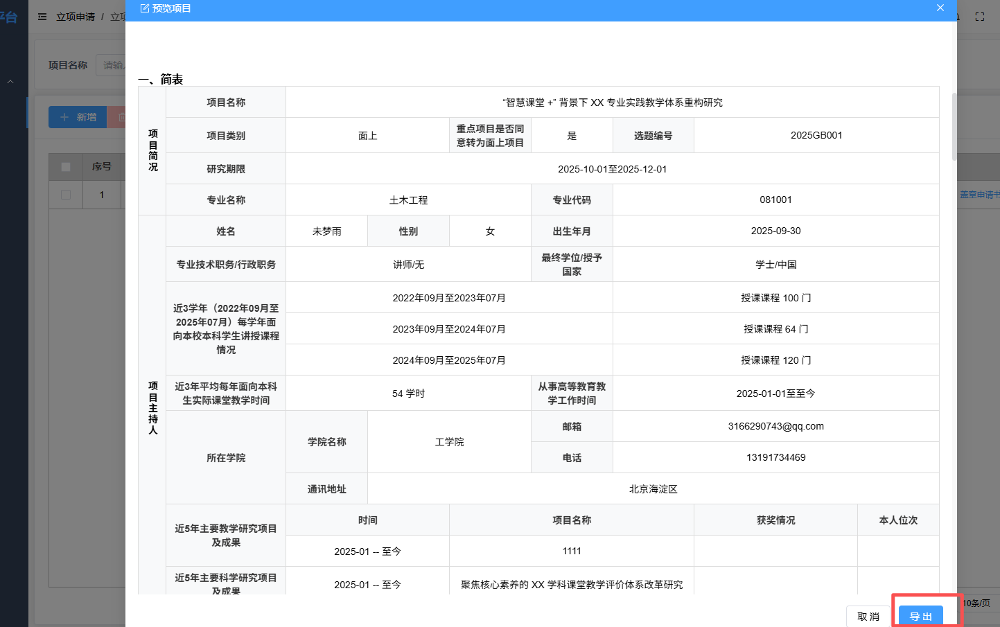 平台
立项申请 / 立项
预览项目
项目名称
请输入
新增
序号
1
盖章申请书
10条/页
一、简表
项目简况
项目名称
“智慧课堂 +” 背景下 XX 专业实践教学体系重构研究
项目类别
面上
重点项目是否同
意转为面上项目
是
选题编号
2025GB001
研究期限
2025-10-01至2025-12-01
专业名称
土木工程
专业代码
081001
项目主持人
姓名
未梦雨
性别
女
出生年月
2025-09-30
专业技术职务/行政职务
讲师/无
最终学位/授予
国家
学士/中国
近3学年（2022年09月至
2025年07月）每学年面
向本校本科学生讲授课程
情况
2022年09月至2023年07月
授课课程 100 门
2023年09月至2024年07月
授课课程 64 门
2024年09月至2025年07月
授课课程 120 门
近3年平均每年面向本科
生实际课堂教学时间
54 学时
从事高等教育教
学工作时间
2025-01-01至至今
所在学院
学院名称
工学院
邮箱
3166290743@qq.com
电话
13191734469
通讯地址
北京海淀区
近5年主要教学研究项目
及成果
时间
项目名称
获奖情况
本人位次
2025-01 -- 至今
1111
近5年主要科学研究项目
及成果
2025-01 -- 至今
聚焦核心素养的 XX 学科课堂教学评价体系改革研究
取 消
导 出